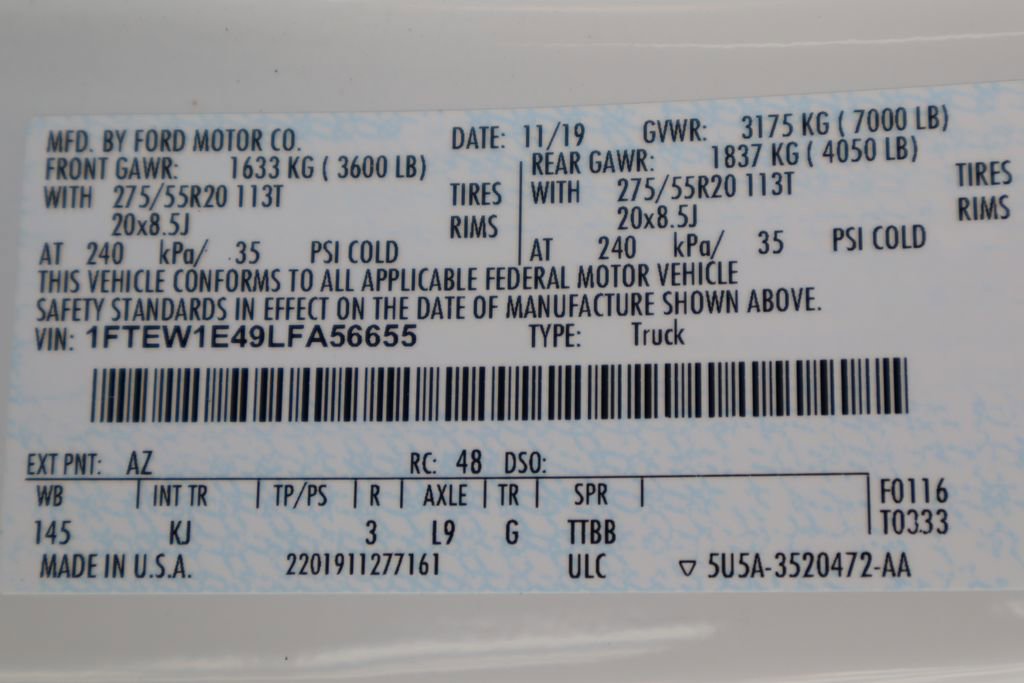 MFD. BY FORD MOTOR CO. DATE: 11/19 GVWR: 3175 KG ( 7000 LB)
FRONT GAWR: 1633 KG ( 3600 LB) REAR GAWR: 1837 KG ( 4050 LB)
WITH 275/55R20 113T TIRES WITH 275/55R20 113T TIRES
20x8.5J RIMS 20x8.5J RIMS
AT 240 kPa/ 35 PSI COLD AT 240 kPa/ 35 PSI COLD
THIS VEHICLE CONFORMS TO ALL APPLICABLE FEDERAL MOTOR VEHICLE
SAFETY STANDARDS IN EFFECT ON THE DATE OF MANUFACTURE SHOWN ABOVE.
VIN: 1FTEW1E49LFA56655 TYPE: Truck
EXT PNT: AZ RC: 48 DSO:
WB INT TR TP/PS R AXLE TR SPR F0116
145 KJ 3 L9 G TTBB T0333
MADE IN U.S.A. 2201911277161 ULC ▽ 5U5A-3520472-AA